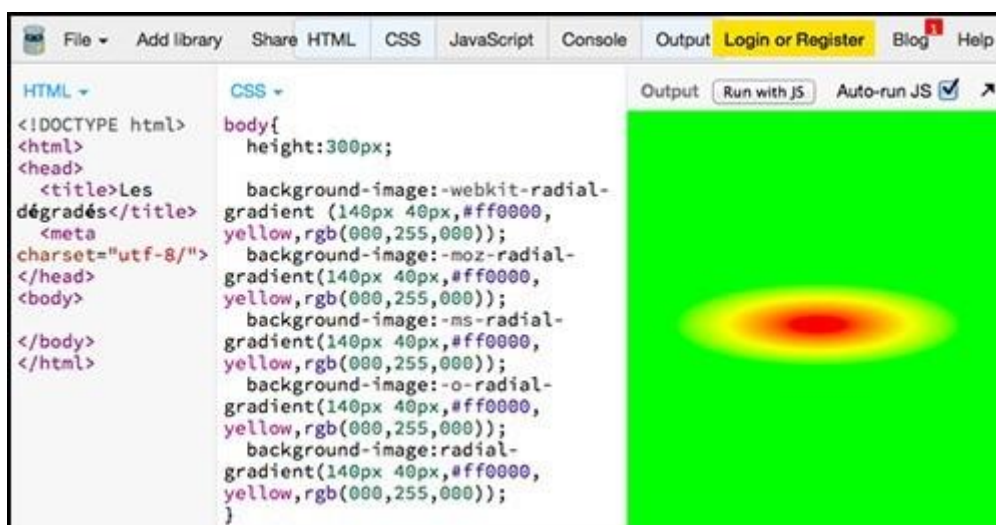 File Add library Share HTML CSS JavaScript Console Output Login or Register Blog 1 Help
HTML
<!DOCTYPE html>
<html>
<head>
<title>Les
dégradés</title>
<meta
charset="utf-8/">
</head>
<body>
</body>
</html>
CSS
body{
height:300px;
background-image:-webkit-radial-
gradient (140px 40px,#ff0000,
yellow,rgb(000,255,000));
background-image:-moz-radial-
gradient(140px 40px,#ff0000,
yellow,rgb(000,255,000));
background-image:-ms-radial-
gradient(140px 40px,#ff0000,
yellow,rgb(000,255,000));
background-image:-o-radial-
gradient(140px 40px,#ff0000,
yellow,rgb(000,255,000));
background-image:radial-
gradient(140px 40px,#ff0000,
yellow,rgb(000,255,000));
}
Output Run with JS Auto-run JS